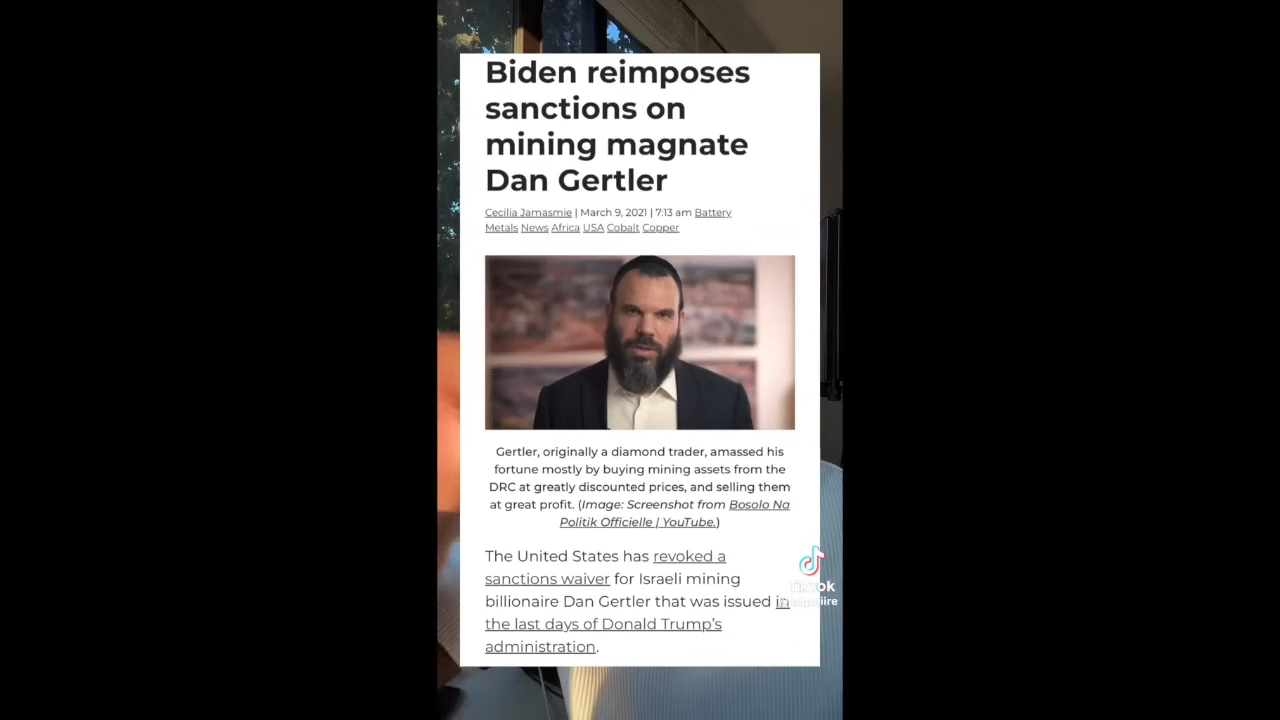 Biden reimposes
sanctions on
mining magnate
Dan Gertler
Cecilia Jamasmie | March 9, 2021 | 7:13 am Battery
Metals News Africa USA Cobalt Copper
Gertler, originally a diamond trader, amassed his
fortune mostly by buying mining assets from the
DRC at greatly discounted prices, and selling them
at great profit. (Image: Screenshot from Bosolo Na
Politik Officielle | YouTube.)
The United States has revoked a
sanctions waiver for Israeli mining
billionaire Dan Gertler that was issued in
the last days of Donald Trump's
administration.
TikTok